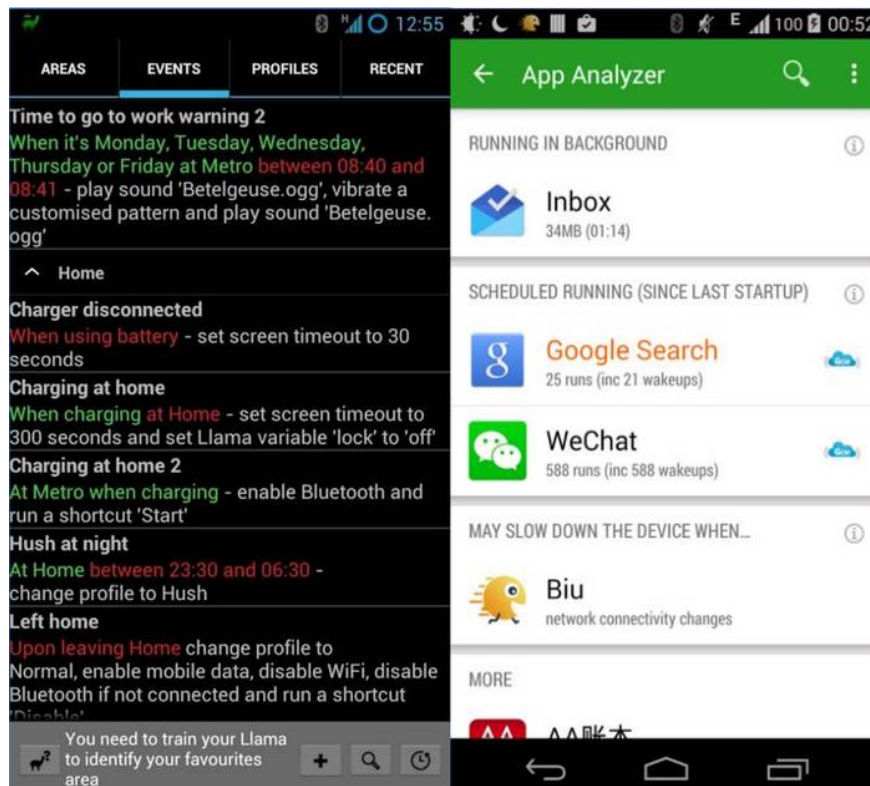 12:55
AREAS
EVENTS
PROFILES
RECENT
Time to go to work warning 2
When it's Monday, Tuesday, Wednesday,
Thursday or Friday at Metro between 08:40 and
08:41 - play sound 'Betelgeuse.ogg', vibrate a
customised pattern and play sound 'Betelgeuse.
ogg'
Home
Charger disconnected
When using battery - set screen timeout to 30
seconds
Charging at home
When charging at Home - set screen timeout to
300 seconds and set Llama variable 'lock' to 'off'
Charging at home 2
At Metro when charging - enable Bluetooth and
run a shortcut 'Start'
Hush at night
At Home between 23:30 and 06:30 -
change profile to Hush
Left home
Upon leaving Home change profile to
Normal, enable mobile data, disable WiFi, disable
Bluetooth if not connected and run a shortcut
'Disable'
You need to train your Llama
to identify your favourites
area
E 100 00:52
App Analyzer
RUNNING IN BACKGROUND
Inbox
34MB (01:14)
SCHEDULED RUNNING (SINCE LAST STARTUP)
Google Search
25 runs (inc 21 wakeups)
WeChat
588 runs (inc 588 wakeups)
MAY SLOW DOWN THE DEVICE WHEN...
Biu
network connectivity changes
MORE
AA账本